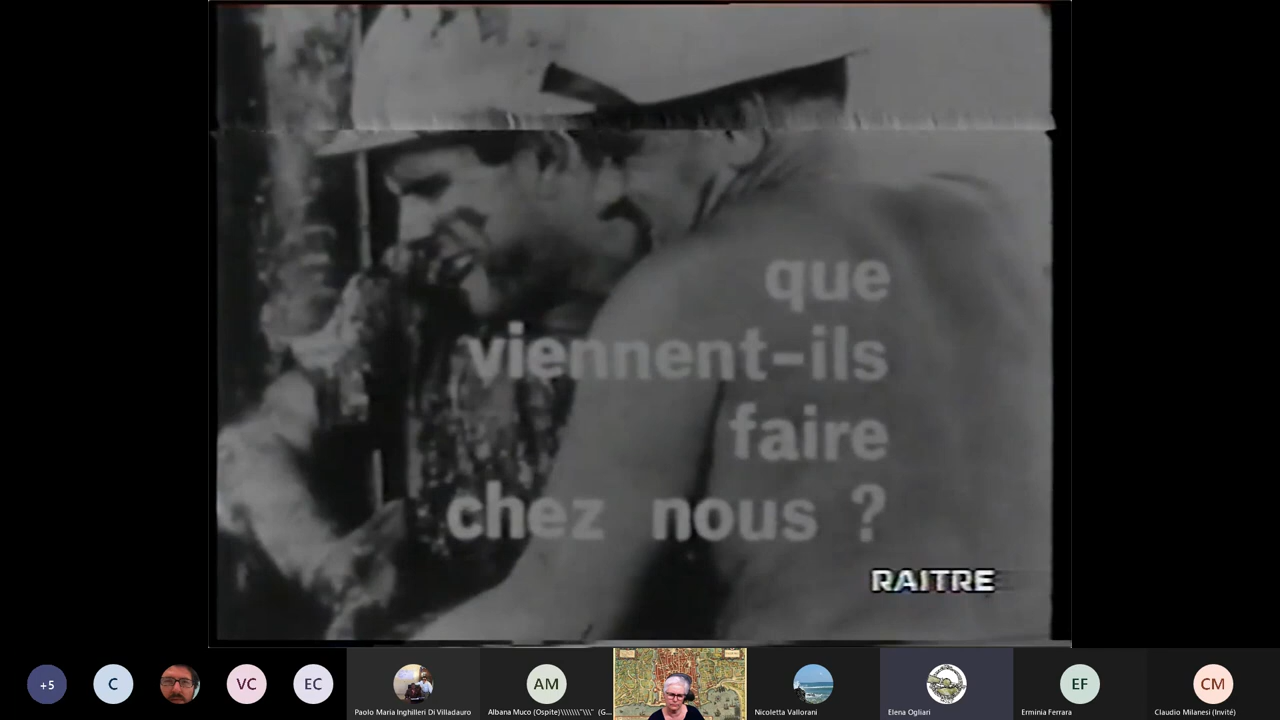 que
viennent-ils
faire
chez nous ?
RAITRE
+5
C
VC
EC
AM
EF
CM
Paolo Maria Inghilleri Di Villadauro
Albana Muco (Ospite)\\\\\\\"\\\" (G...
Nicoletta Vallorani
Elena Ogliari
Erminia Ferrara
Claudio Milanesi (Invité)